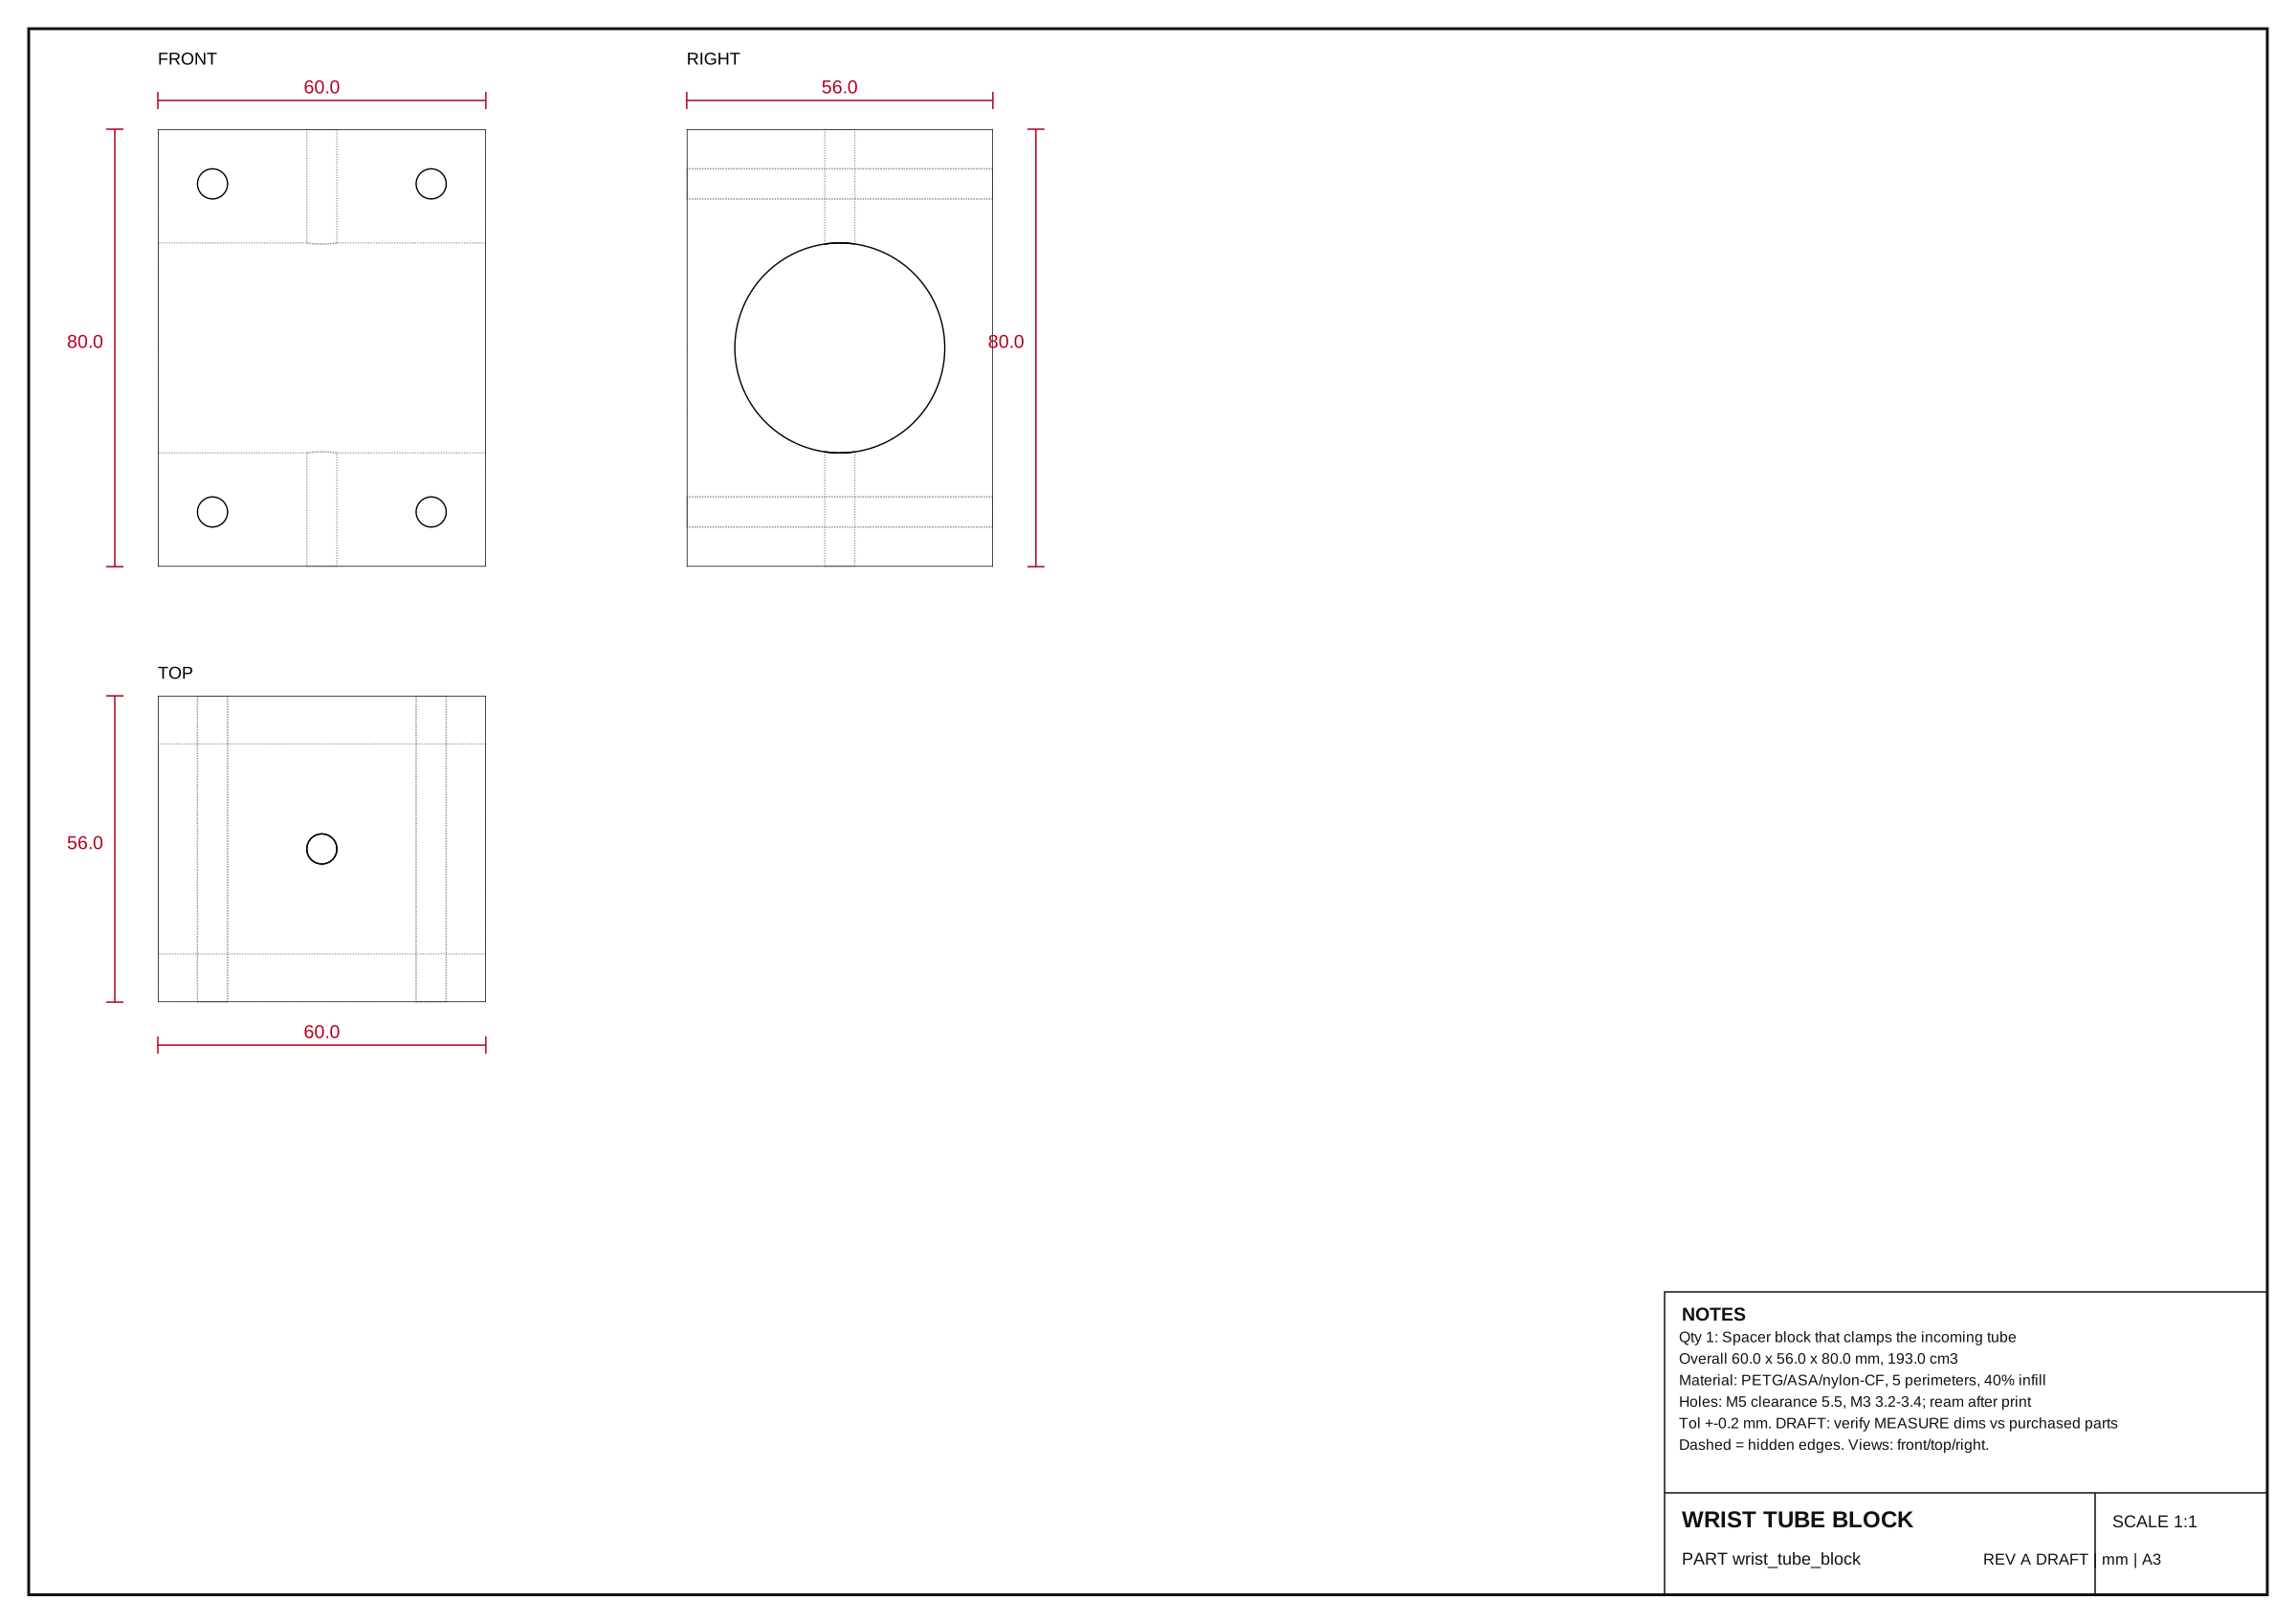 FRONT
RIGHT
60.0
56.0
80.0
80.0
TOP
56.0
60.0
NOTES
Qty 1: Spacer block that clamps the incoming tube
Overall 60.0 x 56.0 x 80.0 mm, 193.0 cm3
Material: PETG/ASA/nylon-CF, 5 perimeters, 40% infill
Holes: M5 clearance 5.5, M3 3.2-3.4; ream after print
Tol +-0.2 mm. DRAFT: verify MEASURE dims vs purchased parts
Dashed = hidden edges. Views: front/top/right.
WRIST TUBE BLOCK
SCALE 1:1
PART wrist_tube_block
REV A DRAFT | mm | A3